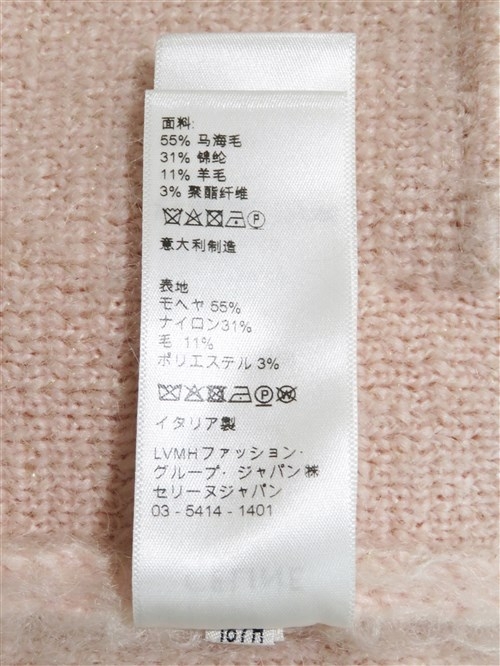 面料:
55% 马海毛
31% 锦纶
11% 羊毛
3% 聚酯纤维
意大利制造
表地
モヘヤ 55%
ナイロン31%
毛 11%
ポリエステル 3%
イタリア製
LVMHファッション・
グループ・ジャパン㈱
セリーヌジャパン
03 - 5414 - 1401